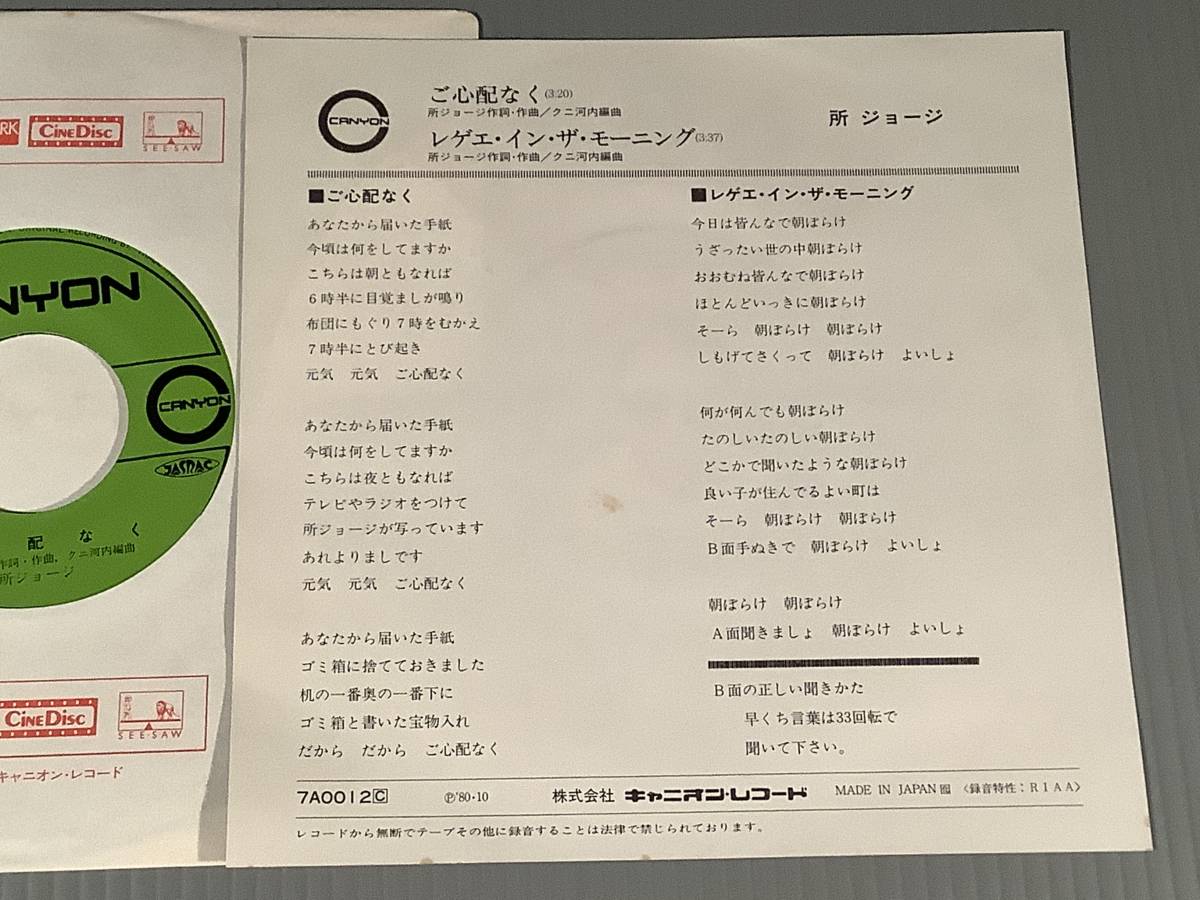 CANYON
ご心配なく(3:20)
所ジョージ作詞・作曲／クニ河内編曲
レゲエ・イン・ザ・モーニング(3:37)
所ジョージ作詞・作曲／クニ河内編曲
所 ジョージ
■ご心配なく
あなたから届いた手紙
今頃は何をしてますか
こちらは朝ともなれば
６時半に目覚ましが鳴り
布団にもぐり７時をむかえ
７時半にとび起き
元気　元気　ご心配なく
あなたから届いた手紙
今頃は何をしてますか
こちらは夜ともなれば
テレビやラジオをつけて
所ジョージが写っています
あれよりましです
元気　元気　ご心配なく
あなたから届いた手紙
ゴミ箱に捨てておきました
机の一番奥の一番下に
ゴミ箱と書いた宝物入れ
だから　だから　ご心配なく
■レゲエ・イン・ザ・モーニング
今日は皆んなで朝ぼらけ
うざったい世の中朝ぼらけ
おおむね皆んなで朝ぼらけ
ほとんどいっきに朝ぼらけ
そーら　朝ぼらけ　朝ぼらけ
しもげてさくって　朝ぼらけ　よいしょ
何が何んでも朝ぼらけ
たのしいたのしい朝ぼらけ
どこかで聞いたような朝ぼらけ
良い子が住んでるよい町は
そーら　朝ぼらけ　朝ぼらけ
Ｂ面手ぬきで　朝ぼらけ　よいしょ
朝ぼらけ　朝ぼらけ
Ａ面聞きましょ　朝ぼらけ　よいしょ
Ｂ面の正しい聞きかた
早くち言葉は33回転で
聞いて下さい。
7A0012 C
Ⓟ'80・10
株式会社 キャニオン・レコード
MADE IN JAPAN 〈録音特性：ＲＩＡＡ〉
レコードから無断でテープその他に録音することは法律で禁じられております。
RK
CINEDISC
SEE・SAW
ORIGINAL RECORDING BY
NYON
CANYON
JASRAC
配なく
作詞・作曲, クニ河内編曲
所ジョージ
CINEDISC
SEE・SAW
キャニオン・レコード